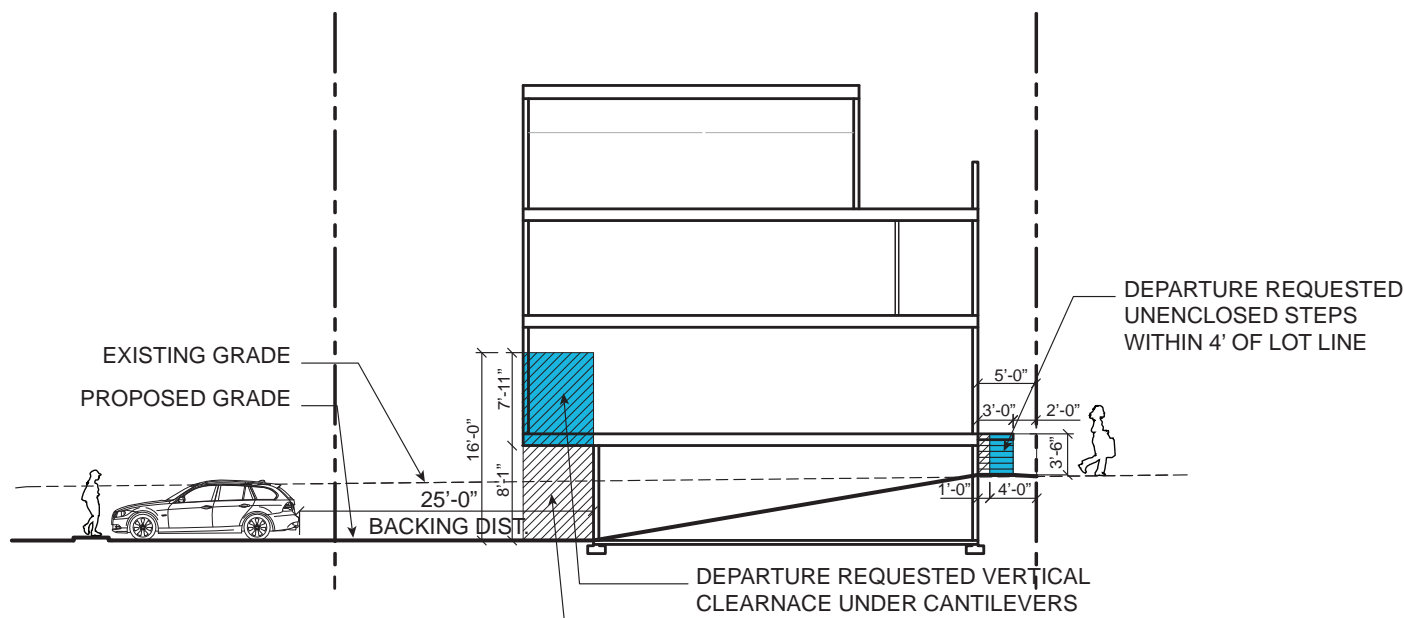 DEPARTURE REQUESTED
UNENCLOSED STEPS
WITHIN 4’ OF LOT LINE
EXISTING GRADE
PROPOSED GRADE
16’-0”
7’-11”
8’-1”
5’-0”
3’-0”
2’-0”
3’-6”
1’-0”
4’-0”
25’-0”
BACKING DIST.
DEPARTURE REQUESTED VERTICAL
CLEARNACE UNDER CANTILEVERS